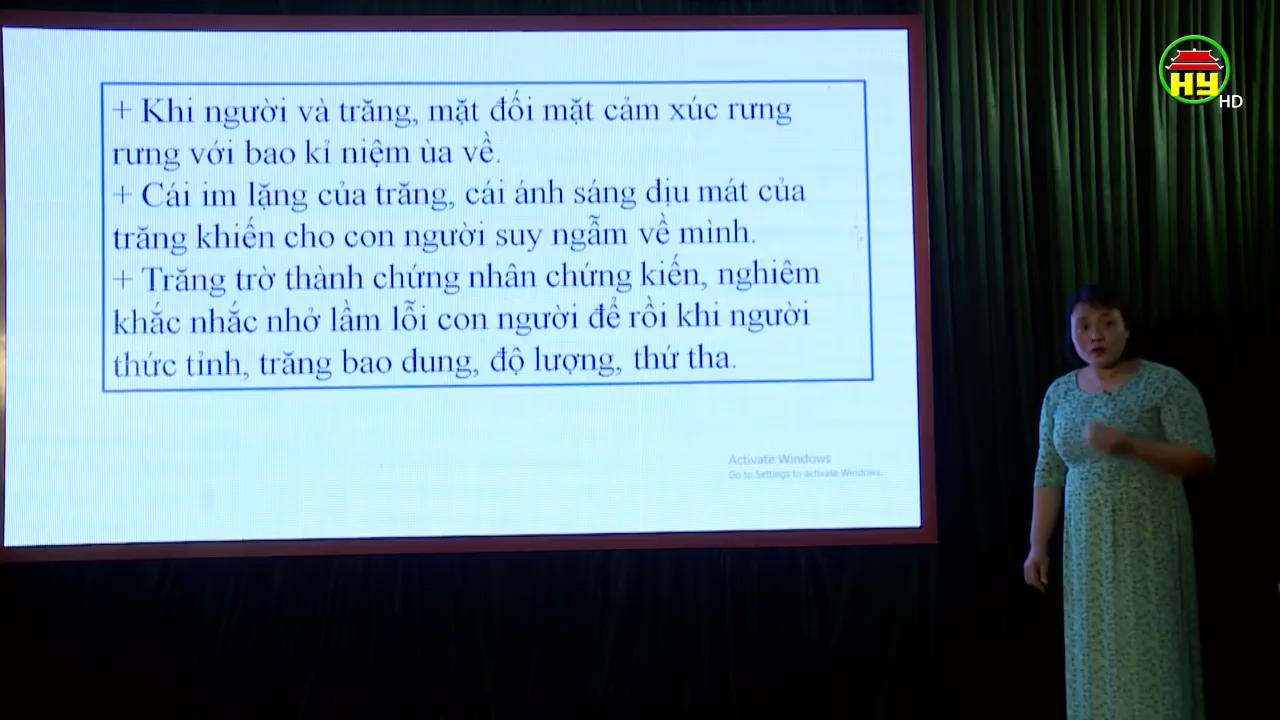 + Khi người và trăng, mặt đối mặt cảm xúc rưng
rưng với bao kỉ niệm ùa về.
+ Cái im lặng của trăng, cái ánh sáng dịu mát của
trăng khiến cho con người suy ngẫm về mình.
+ Trăng trở thành chứng nhân chứng kiến, nghiêm
khắc nhắc nhở lầm lỗi con người để rồi khi người
thức tỉnh, trăng bao dung, độ lượng, thứ tha.
Activate Windows
Go to Settings to activate Windows.
HY
HD